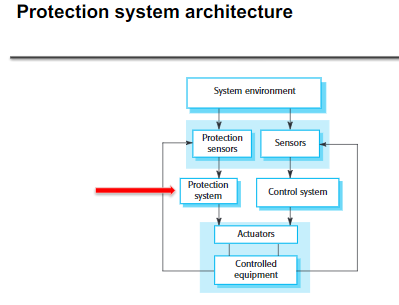 Protection system architecture
System environment
Protection
sensors
Sensors
Protection
system
Control system
Actuators
Controlled
equipment